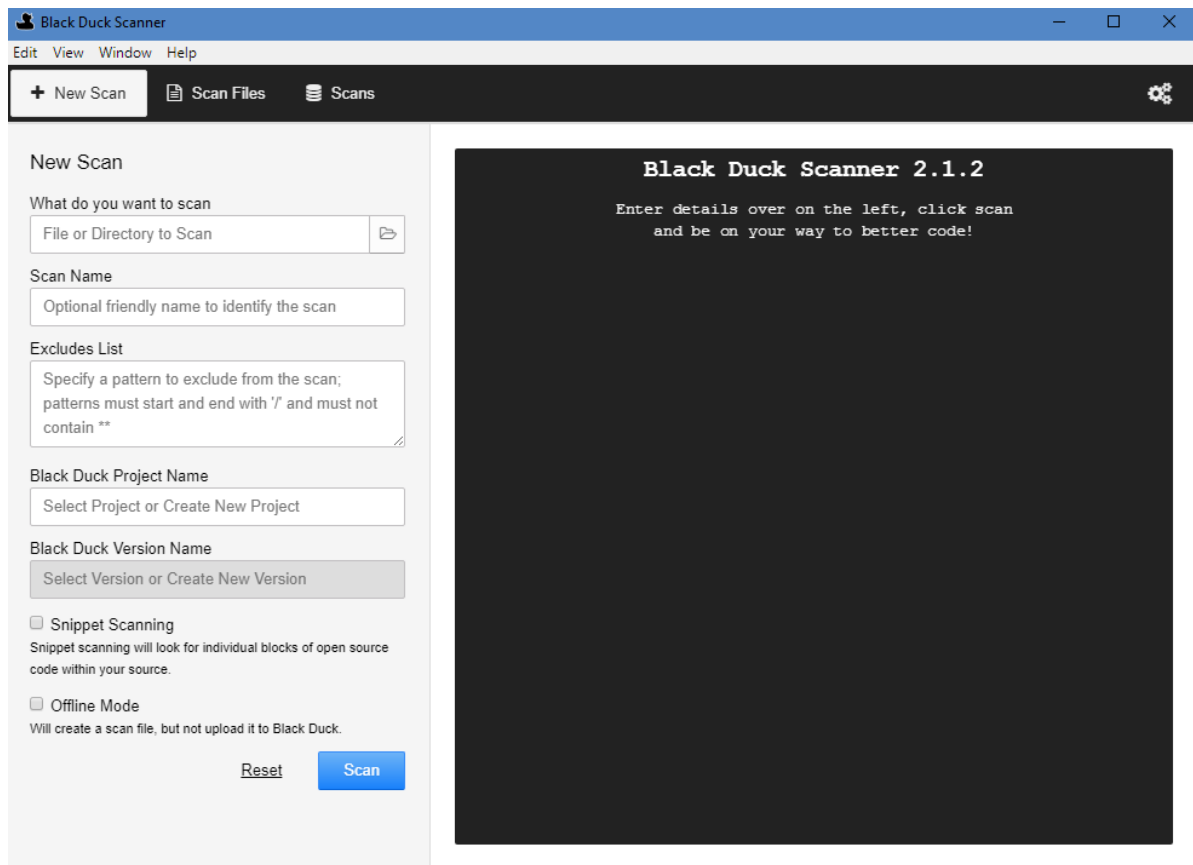 Black Duck Scanner
Edit View Window Help
+ New Scan Scan Files Scans
New Scan
What do you want to scan
File or Directory to Scan
Scan Name
Optional friendly name to identify the scan
Excludes List
Specify a pattern to exclude from the scan;
patterns must start and end with '/' and must not
contain **
Black Duck Project Name
Select Project or Create New Project
Black Duck Version Name
Select Version or Create New Version
Snippet Scanning
Snippet scanning will look for individual blocks of open source
code within your source.
Offline Mode
Will create a scan file, but not upload it to Black Duck.
Reset Scan
Black Duck Scanner 2.1.2
Enter details over on the left, click scan
and be on your way to better code!